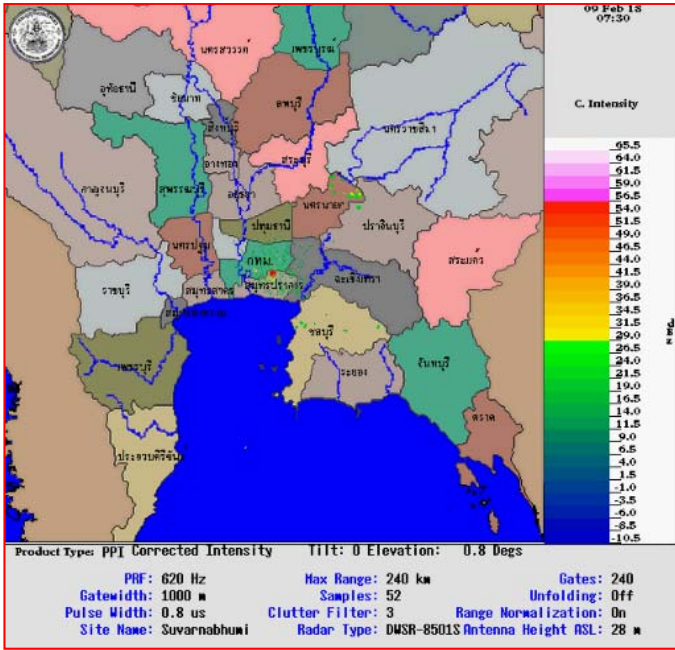 09 Feb 18
07:30
C. Intensity
นครสวรรค์
เพชรบูรณ์
อุทัยธานี
ชัยนาท
ลพบุรี
สิงห์บุรี
นครราชสีมา
อ่างทอง
สระบุรี
กาญจนบุรี
สุพรรณบุรี
อยุธยา
นครนายก
ปทุมธานี
ปราจีนบุรี
นครปฐม
กทม.
สระแก้ว
ราชบุรี
สมุทรสาคร
สมุทรปราการ
ฉะเชิงเทรา
ชลบุรี
เพชรบุรี
ระยอง
จันทบุรี
ตราด
ประจวบคีรีขันธ์
65.5
64.0
61.5
59.0
56.5
54.0
51.5
49.0
46.5
44.0
41.5
39.0
36.5
34.0
31.5
29.0
26.5
24.0
21.5
19.0
16.5
14.0
11.5
9.0
6.5
4.0
1.5
-1.0
-3.5
-6.0
-8.5
-10.5
Product Type: PPI Corrected Intensity Tilt: 0 Elevation: 0.8 Degs
PRF: 620 Hz Max Range: 240 km Gates: 240
Gatewidth: 1000 m Samples: 52 Unfolding: Off
Pulse Width: 0.8 us Clutter Filter: 3 Range Normalization: On
Site Name: Suvarnabhumi Radar Type: DWSR-8501S Antenna Height ASL: 28 m